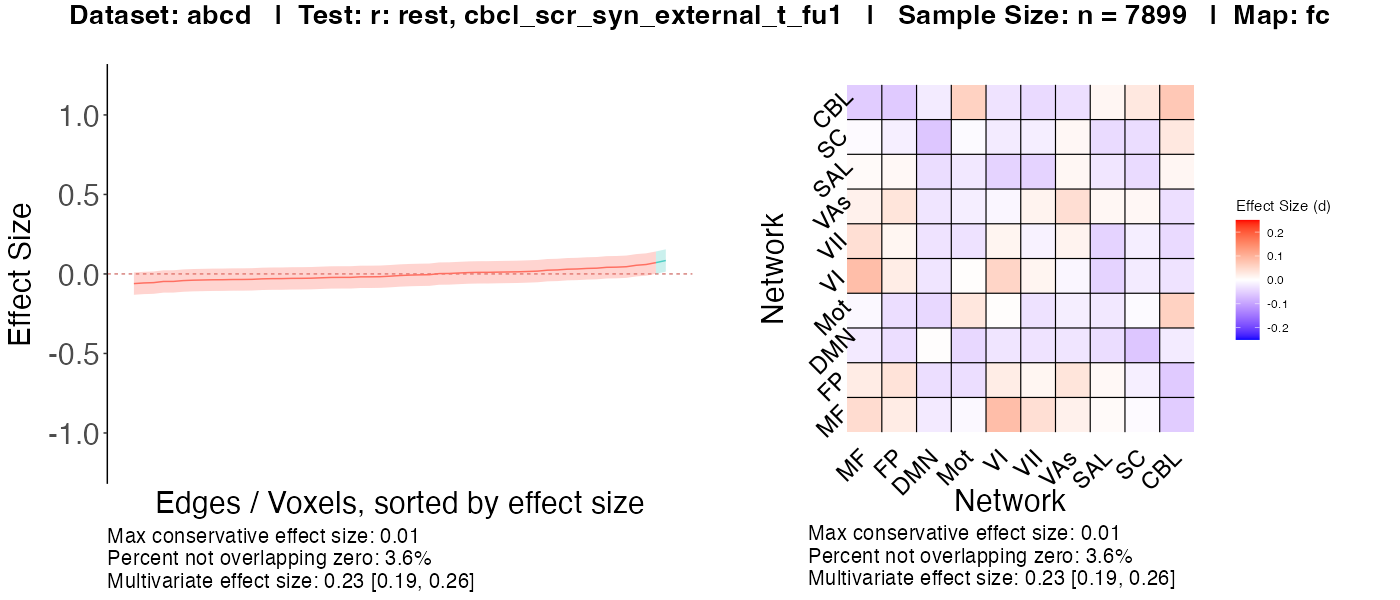 Dataset: abcd | Test: r: rest, cbcl_scr_syn_external_t_fu1 | Sample Size: n = 7899 | Map: fc
Effect Size
1.0
0.5
0.0
-0.5
-1.0
Edges / Voxels, sorted by effect size
Max conservative effect size: 0.01
Percent not overlapping zero: 3.6%
Multivariate effect size: 0.23 [0.19, 0.26]
Network
CBL
SC
SAL
VAs
VII
VI
Mot
DMN
FP
MF
MF
FP
DMN
Mot
VI
VII
VAs
SAL
SC
CBL
Network
Max conservative effect size: 0.01
Percent not overlapping zero: 3.6%
Multivariate effect size: 0.23 [0.19, 0.26]
Effect Size (d)
0.2
0.1
0.0
-0.1
-0.2